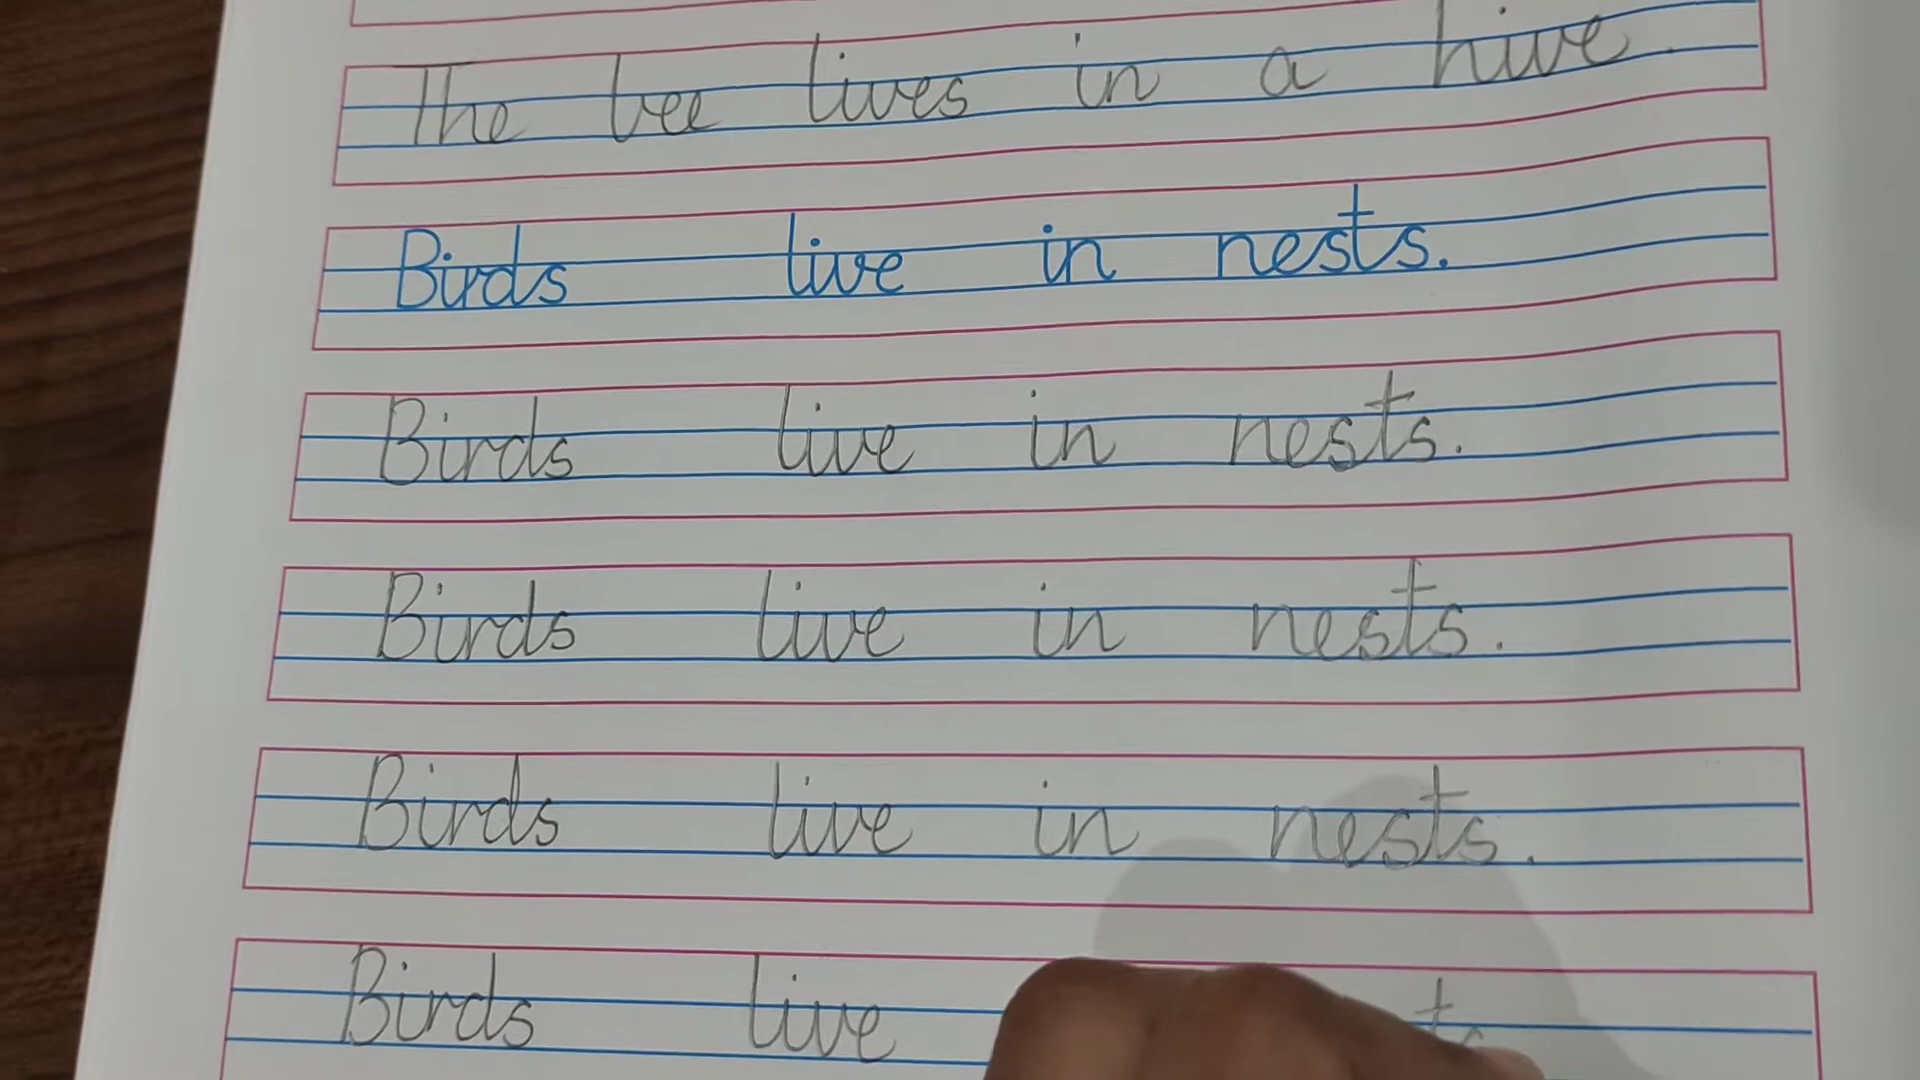 The bee lives in a hive.
Birds live in nests.
Birds live in nests.
Birds live in nests.
Birds live in nests.
Birds live